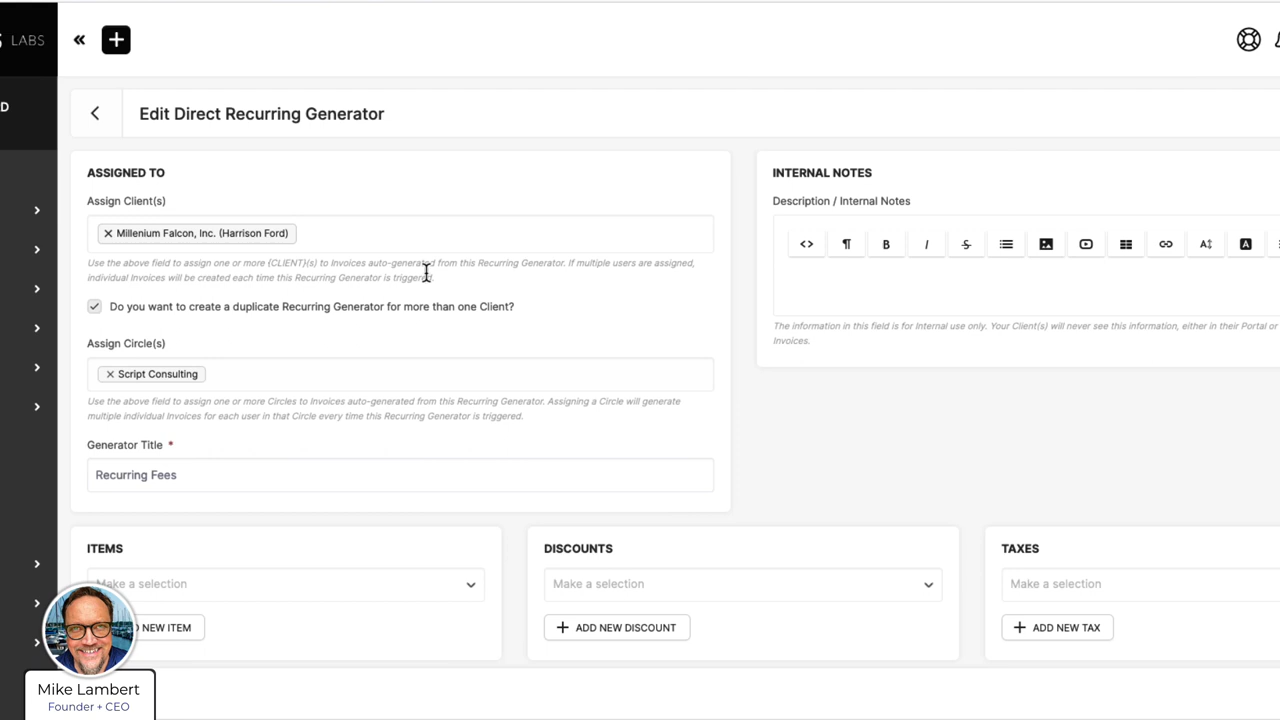 LABS
Edit Direct Recurring Generator
ASSIGNED TO
Assign Client(s)
Millenium Falcon, Inc. (Harrison Ford)
Use the above field to assign one or more {CLIENT}(s) to Invoices auto-generated from this Recurring Generator. If multiple users are assigned,
individual Invoices will be created each time this Recurring Generator is triggered.
Do you want to create a duplicate Recurring Generator for more than one Client?
Assign Circle(s)
Script Consulting
Use the above field to assign one or more Circles to Invoices auto-generated from this Recurring Generator. Assigning a Circle will generate
multiple individual Invoices for each user in that Circle every time this Recurring Generator is triggered.
Generator Title *
Recurring Fees
INTERNAL NOTES
Description / Internal Notes
The information in this field is for Internal use only. Your Client(s) will never see this information, either in their Portal or
Invoices.
ITEMS
Make a selection
NEW ITEM
DISCOUNTS
Make a selection
ADD NEW DISCOUNT
TAXES
Make a selection
ADD NEW TAX
Mike Lambert
Founder + CEO